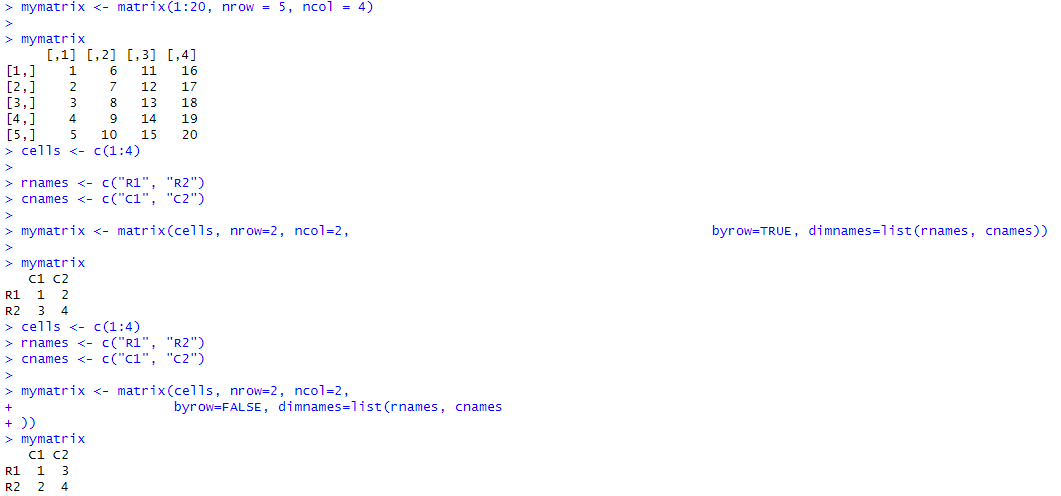 > mymatrix <- matrix(1:20, nrow = 5, ncol = 4)
>
> mymatrix
     [,1] [,2] [,3] [,4]
[1,]    1    6   11   16
[2,]    2    7   12   17
[3,]    3    8   13   18
[4,]    4    9   14   19
[5,]    5   10   15   20
> cells <- c(1:4)
>
> rnames <- c("R1", "R2")
> cnames <- c("C1", "C2")
>
> mymatrix <- matrix(cells, nrow=2, ncol=2,                                             byrow=TRUE, dimnames=list(rnames, cnames))
>
> mymatrix
   C1 C2
R1  1  2
R2  3  4
> cells <- c(1:4)
> rnames <- c("R1", "R2")
> cnames <- c("C1", "C2")
>
> mymatrix <- matrix(cells, nrow=2, ncol=2,
+                    byrow=FALSE, dimnames=list(rnames, cnames
+ ))
> mymatrix
   C1 C2
R1  1  3
R2  2  4